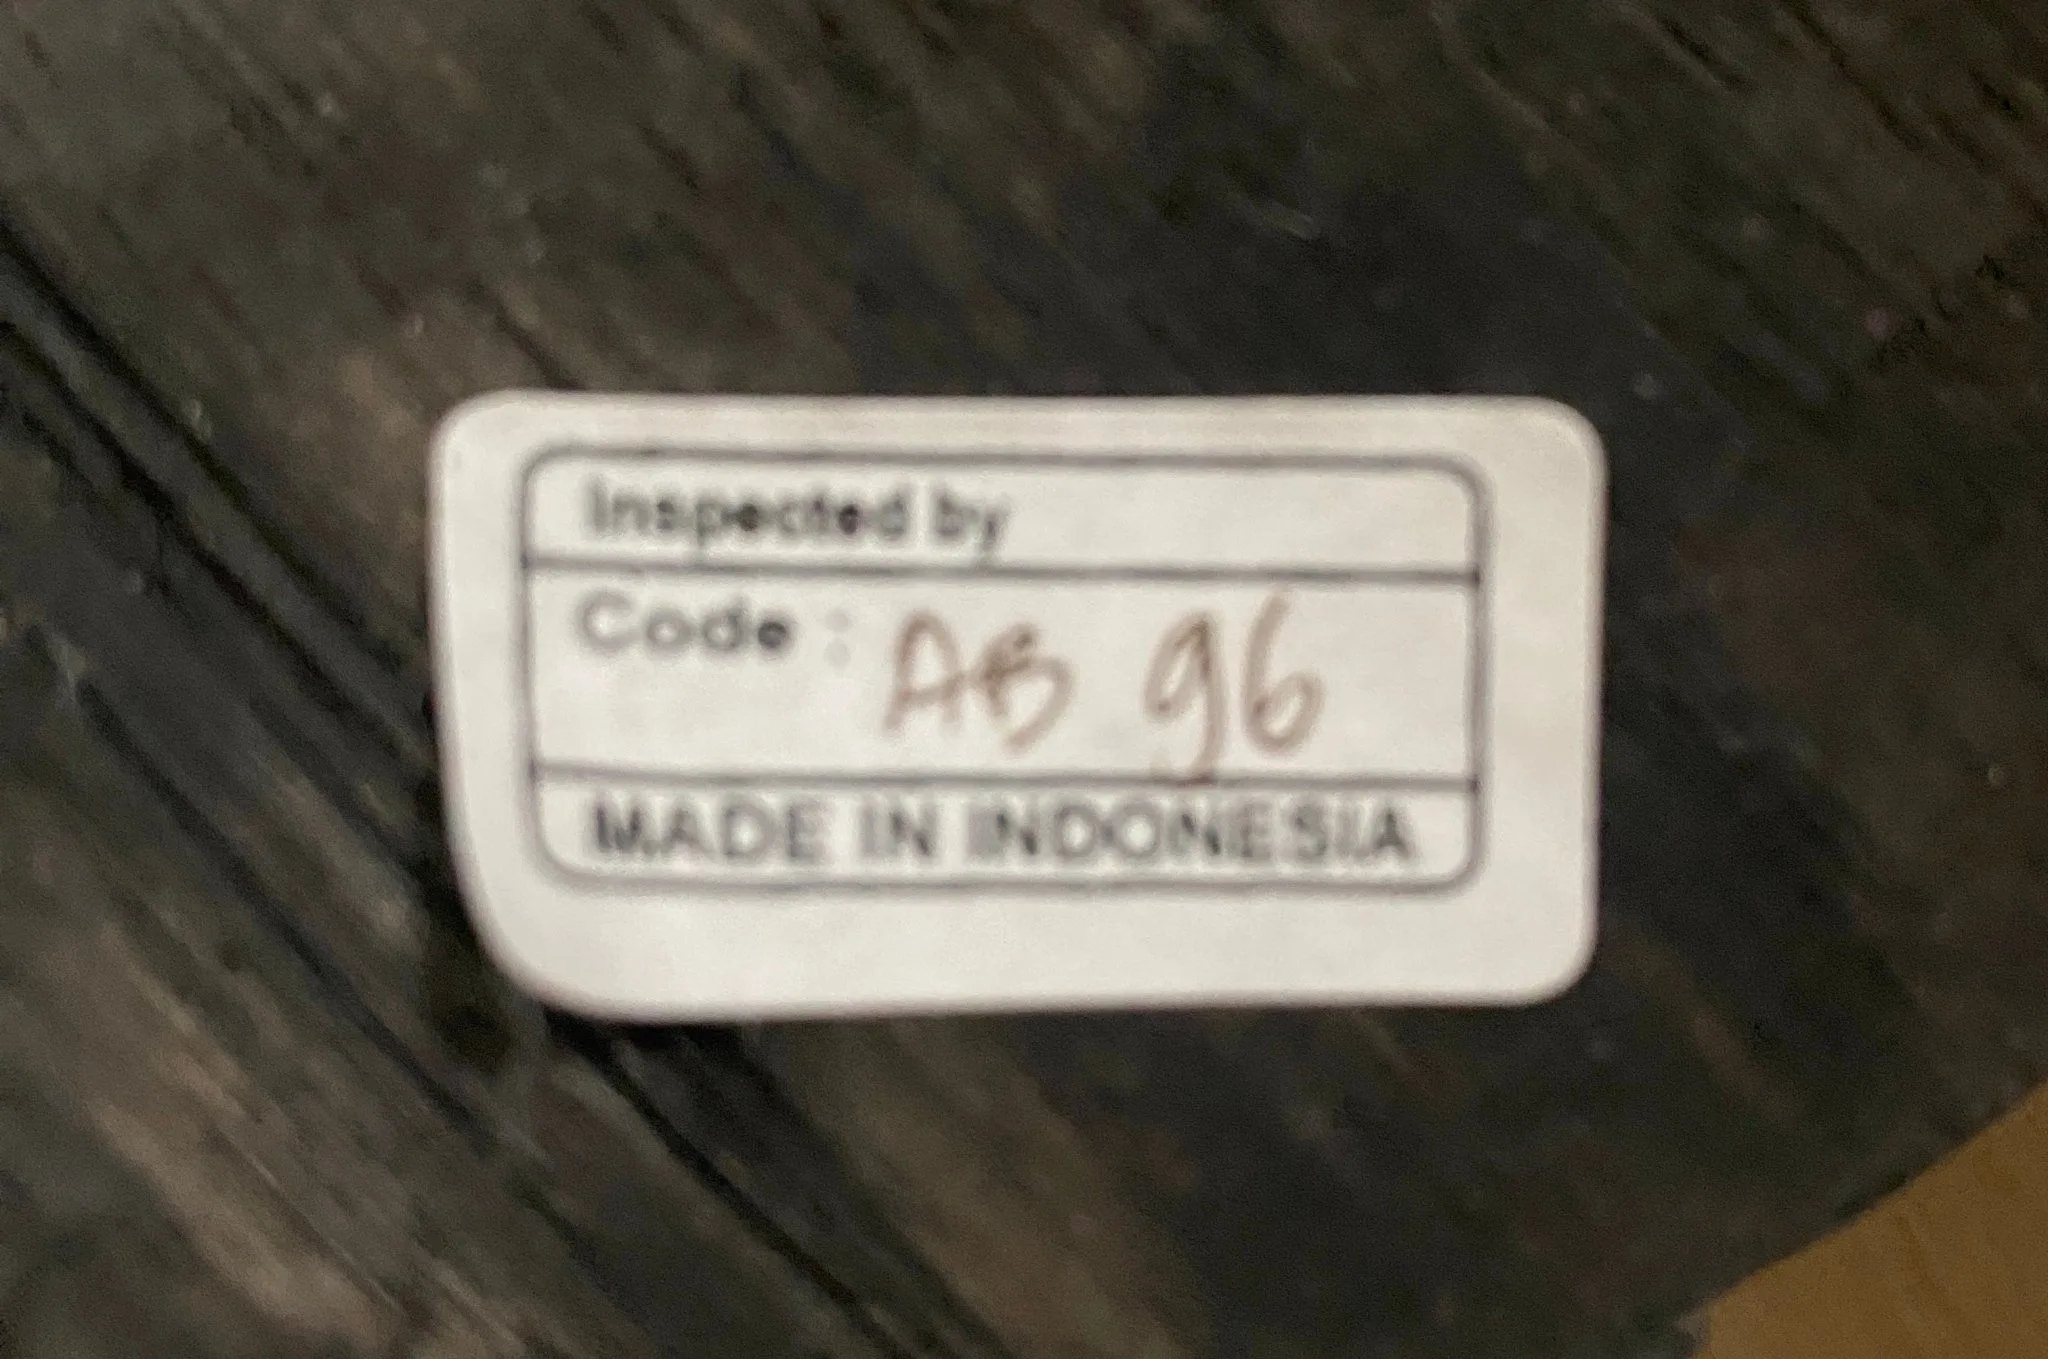 Inspected by
Code : AB 96
MADE IN INDONESIA